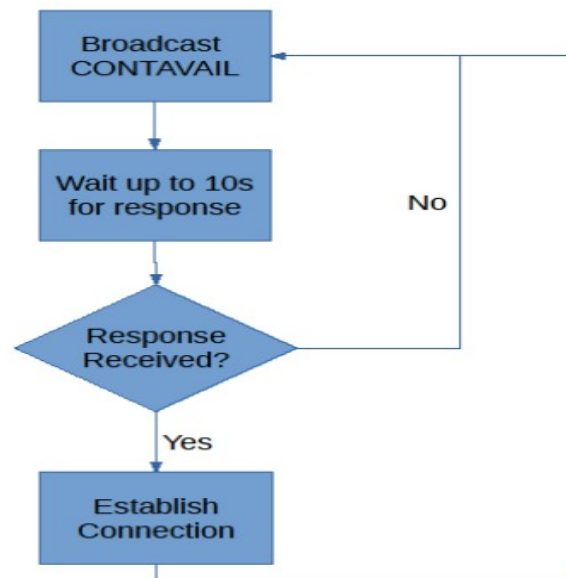 Broadcast
CONTAVAIL
Wait up to 10s
for response
No
Response
Received?
Yes
Establish
Connection